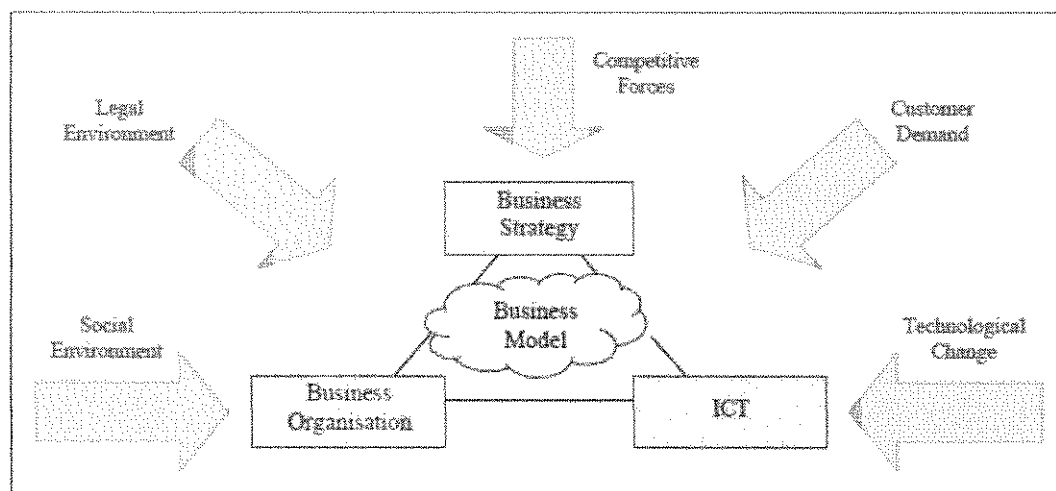 Competitive
Forces
Legal
Environment
Customer
Demand
Business
Strategy
Business
Model
Social
Environment
Technological
Change
Business
Organisation
ICT